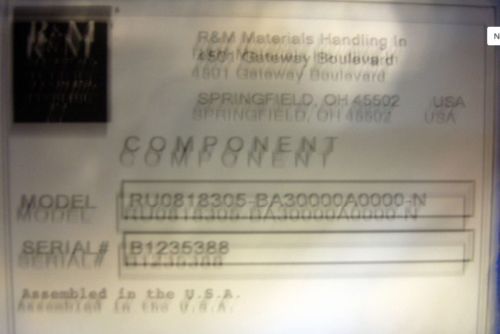 R&M
R&M Materials Handling In
4501 Gateway Boulevard
SPRINGFIELD, OH 45502 USA
COMPONENT
MODEL RU0818305-BA30000A0000-N
SERIAL# B1235388
Assembled in the U.S.A.
N